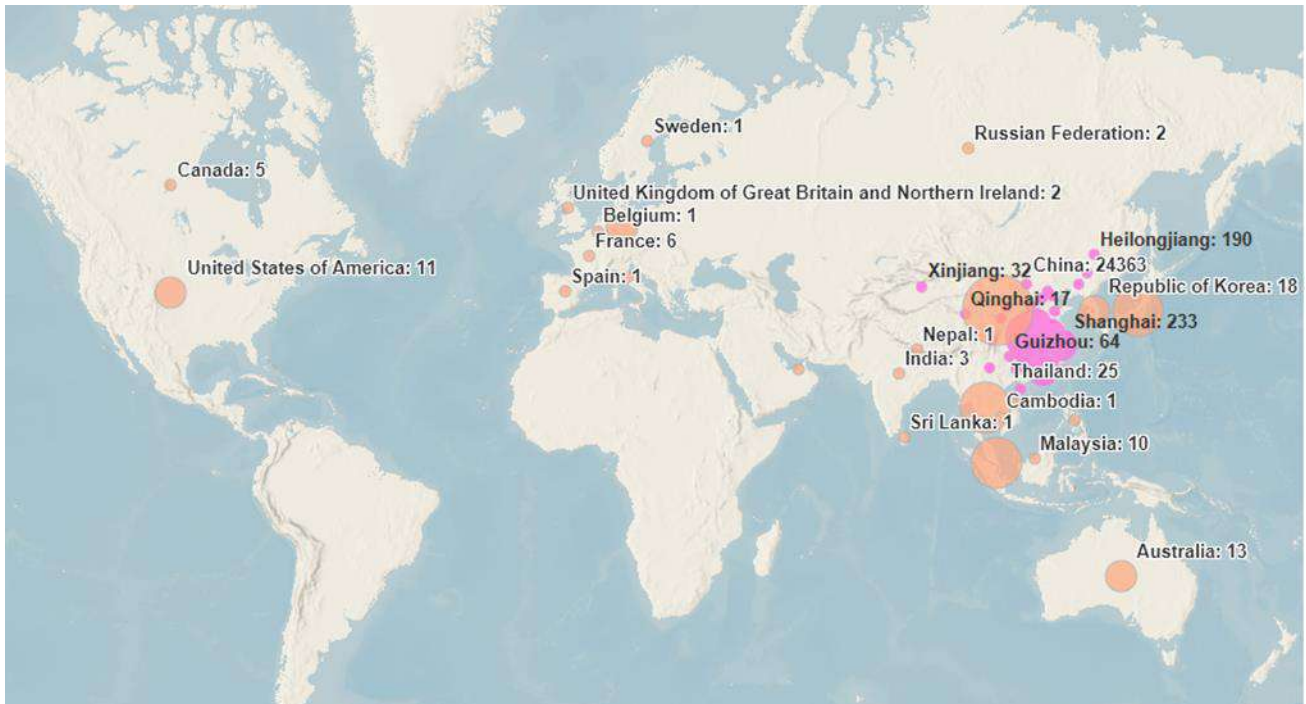 Sweden: 1
Russian Federation: 2
Canada: 5
United Kingdom of Great Britain and Northern Ireland: 2
Belgium: 1
France: 6
Heilongjiang: 190
United States of America: 11
Spain: 1
Xinjiang: 32
China: 24363
Republic of Korea: 18
Qinghai: 17
Shanghai: 233
Nepal: 1
Guizhou: 64
India: 3
Thailand: 25
Cambodia: 1
Sri Lanka: 1
Malaysia: 10
Australia: 13